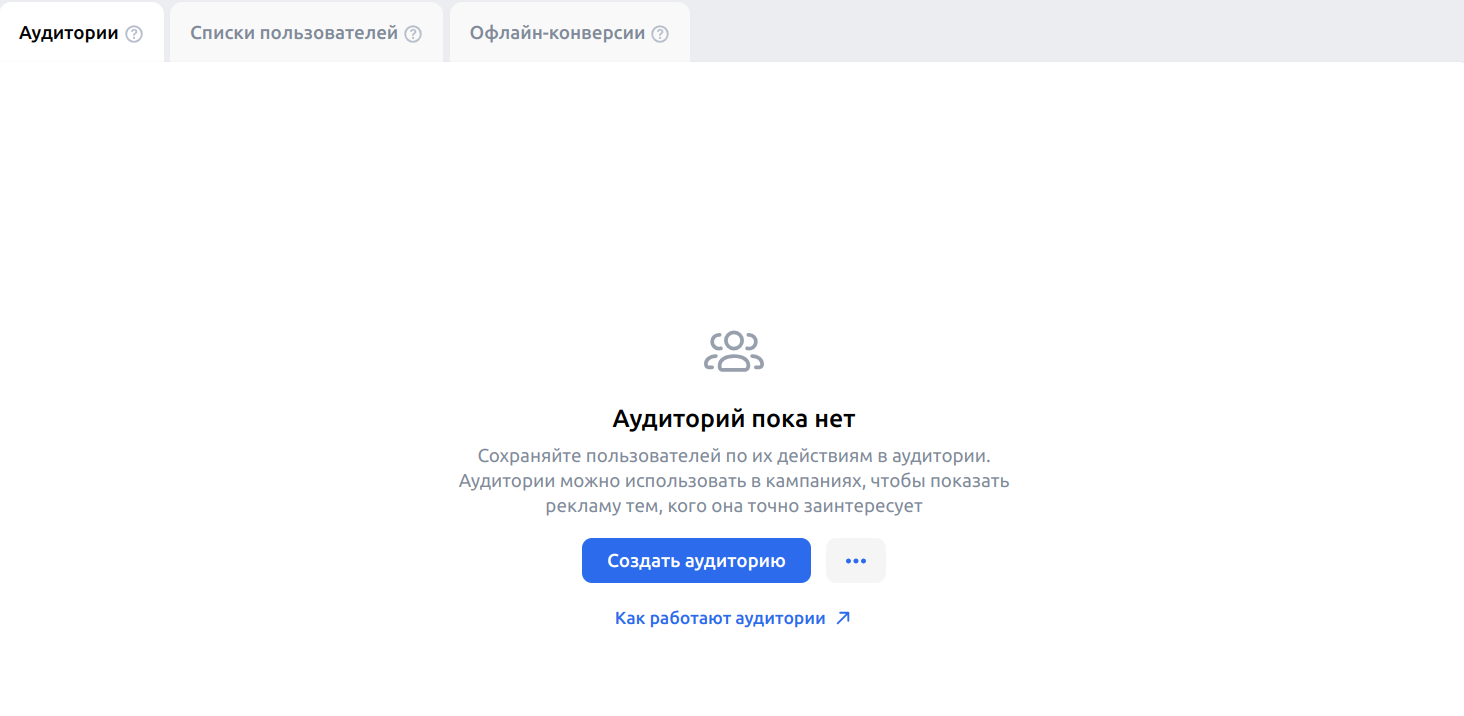 Аудитории
Списки пользователей
Офлайн-конверсии
Аудиторий пока нет
Сохраняйте пользователей по их действиям в аудитории.
Аудитории можно использовать в кампаниях, чтобы показать
рекламу тем, кого она точно заинтересует
Создать аудиторию
Как работают аудитории